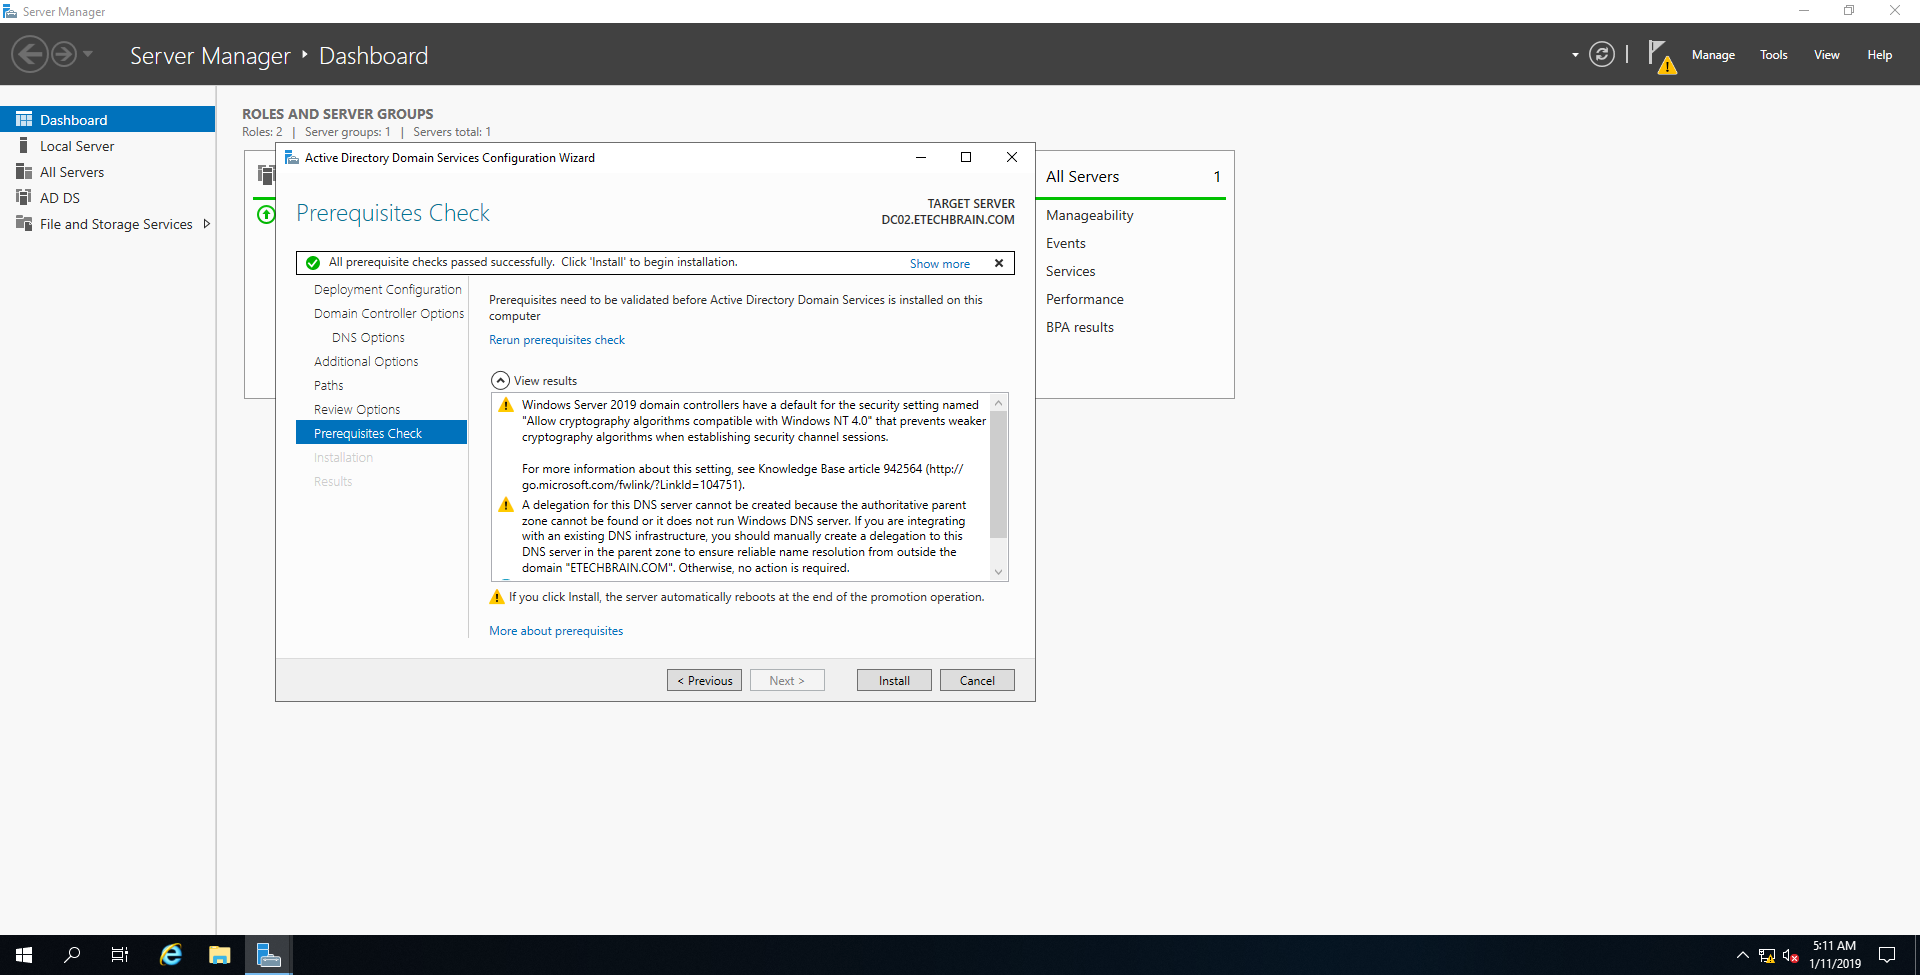 Server Manager
Server Manager ‣ Dashboard
Manage Tools View Help
Dashboard
Local Server
All Servers
AD DS
File and Storage Services
ROLES AND SERVER GROUPS
Roles: 2 | Server groups: 1 | Servers total: 1
Active Directory Domain Services Configuration Wizard
Prerequisites Check
TARGET SERVER
DC02.ETECHBRAIN.COM
All prerequisite checks passed successfully. Click 'Install' to begin installation.
Show more
Deployment Configuration
Domain Controller Options
DNS Options
Additional Options
Paths
Review Options
Prerequisites Check
Installation
Results
Prerequisites need to be validated before Active Directory Domain Services is installed on this
computer
Rerun prerequisites check
View results
Windows Server 2019 domain controllers have a default for the security setting named
"Allow cryptography algorithms compatible with Windows NT 4.0" that prevents weaker
cryptography algorithms when establishing security channel sessions.
For more information about this setting, see Knowledge Base article 942564 (http://
go.microsoft.com/fwlink/?LinkId=104751).
A delegation for this DNS server cannot be created because the authoritative parent
zone cannot be found or it does not run Windows DNS server. If you are integrating
with an existing DNS infrastructure, you should manually create a delegation to this
DNS server in the parent zone to ensure reliable name resolution from outside the
domain "ETECHBRAIN.COM". Otherwise, no action is required.
If you click Install, the server automatically reboots at the end of the promotion operation.
More about prerequisites
< Previous
Next >
Install
Cancel
All Servers 1
Manageability
Events
Services
Performance
BPA results
5:11 AM
1/11/2019